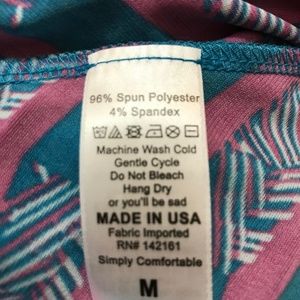 96% Spun Polyester
4% Spandex
Machine Wash Cold
Gentle Cycle
Do Not Bleach
Hang Dry
or you'll be sad
MADE IN USA
Fabric Imported
RN# 142161
Simply Comfortable
M